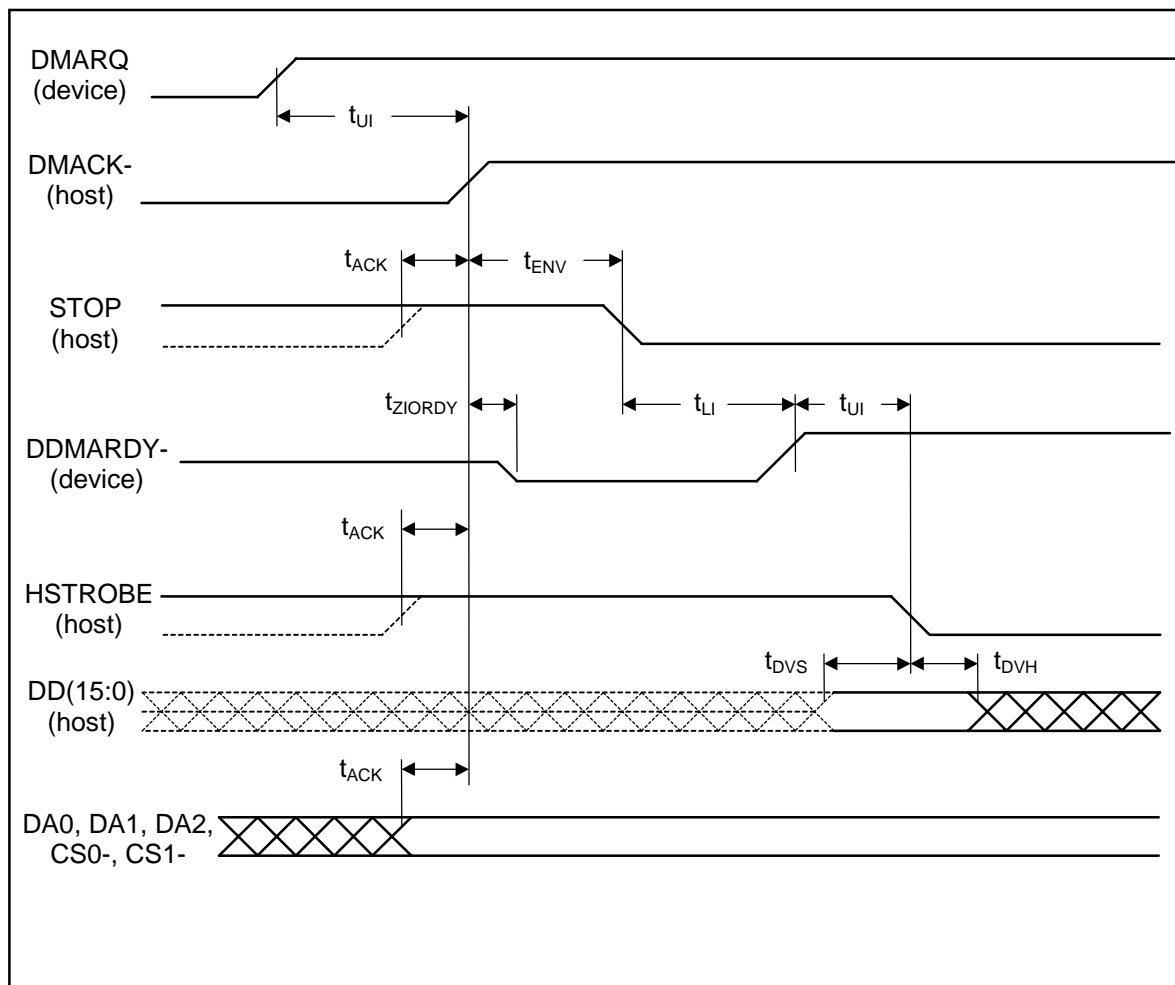 DMARQ
(device)
tUI
DMACK-
(host)
tACK
tENV
STOP
(host)
tZIORDY
tLI
tUI
DDMARDY-
(device)
tACK
HSTROBE
(host)
tDVS
tDVH
DD(15:0)
(host)
tACK
DA0, DA1, DA2,
CS0-, CS1-